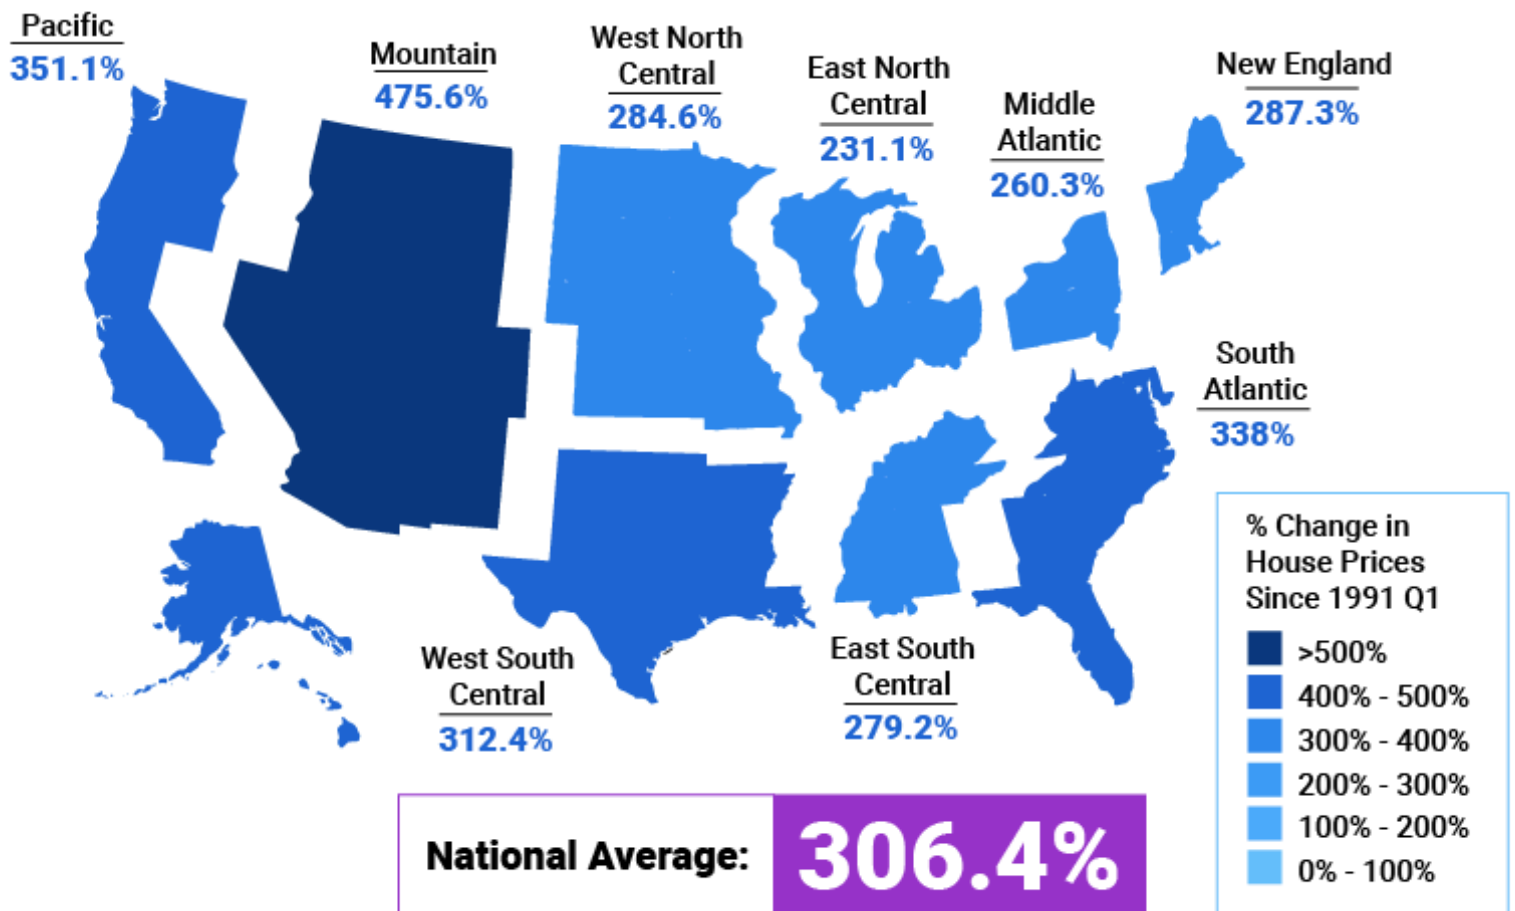 Pacific
351.1%
Mountain
475.6%
West North
Central
284.6%
East North
Central
231.1%
Middle
Atlantic
260.3%
New England
287.3%
South
Atlantic
338%
West South
Central
312.4%
East South
Central
279.2%
% Change in
House Prices
Since 1991 Q1
>500%
400% - 500%
300% - 400%
200% - 300%
100% - 200%
0% - 100%
National Average: 306.4%